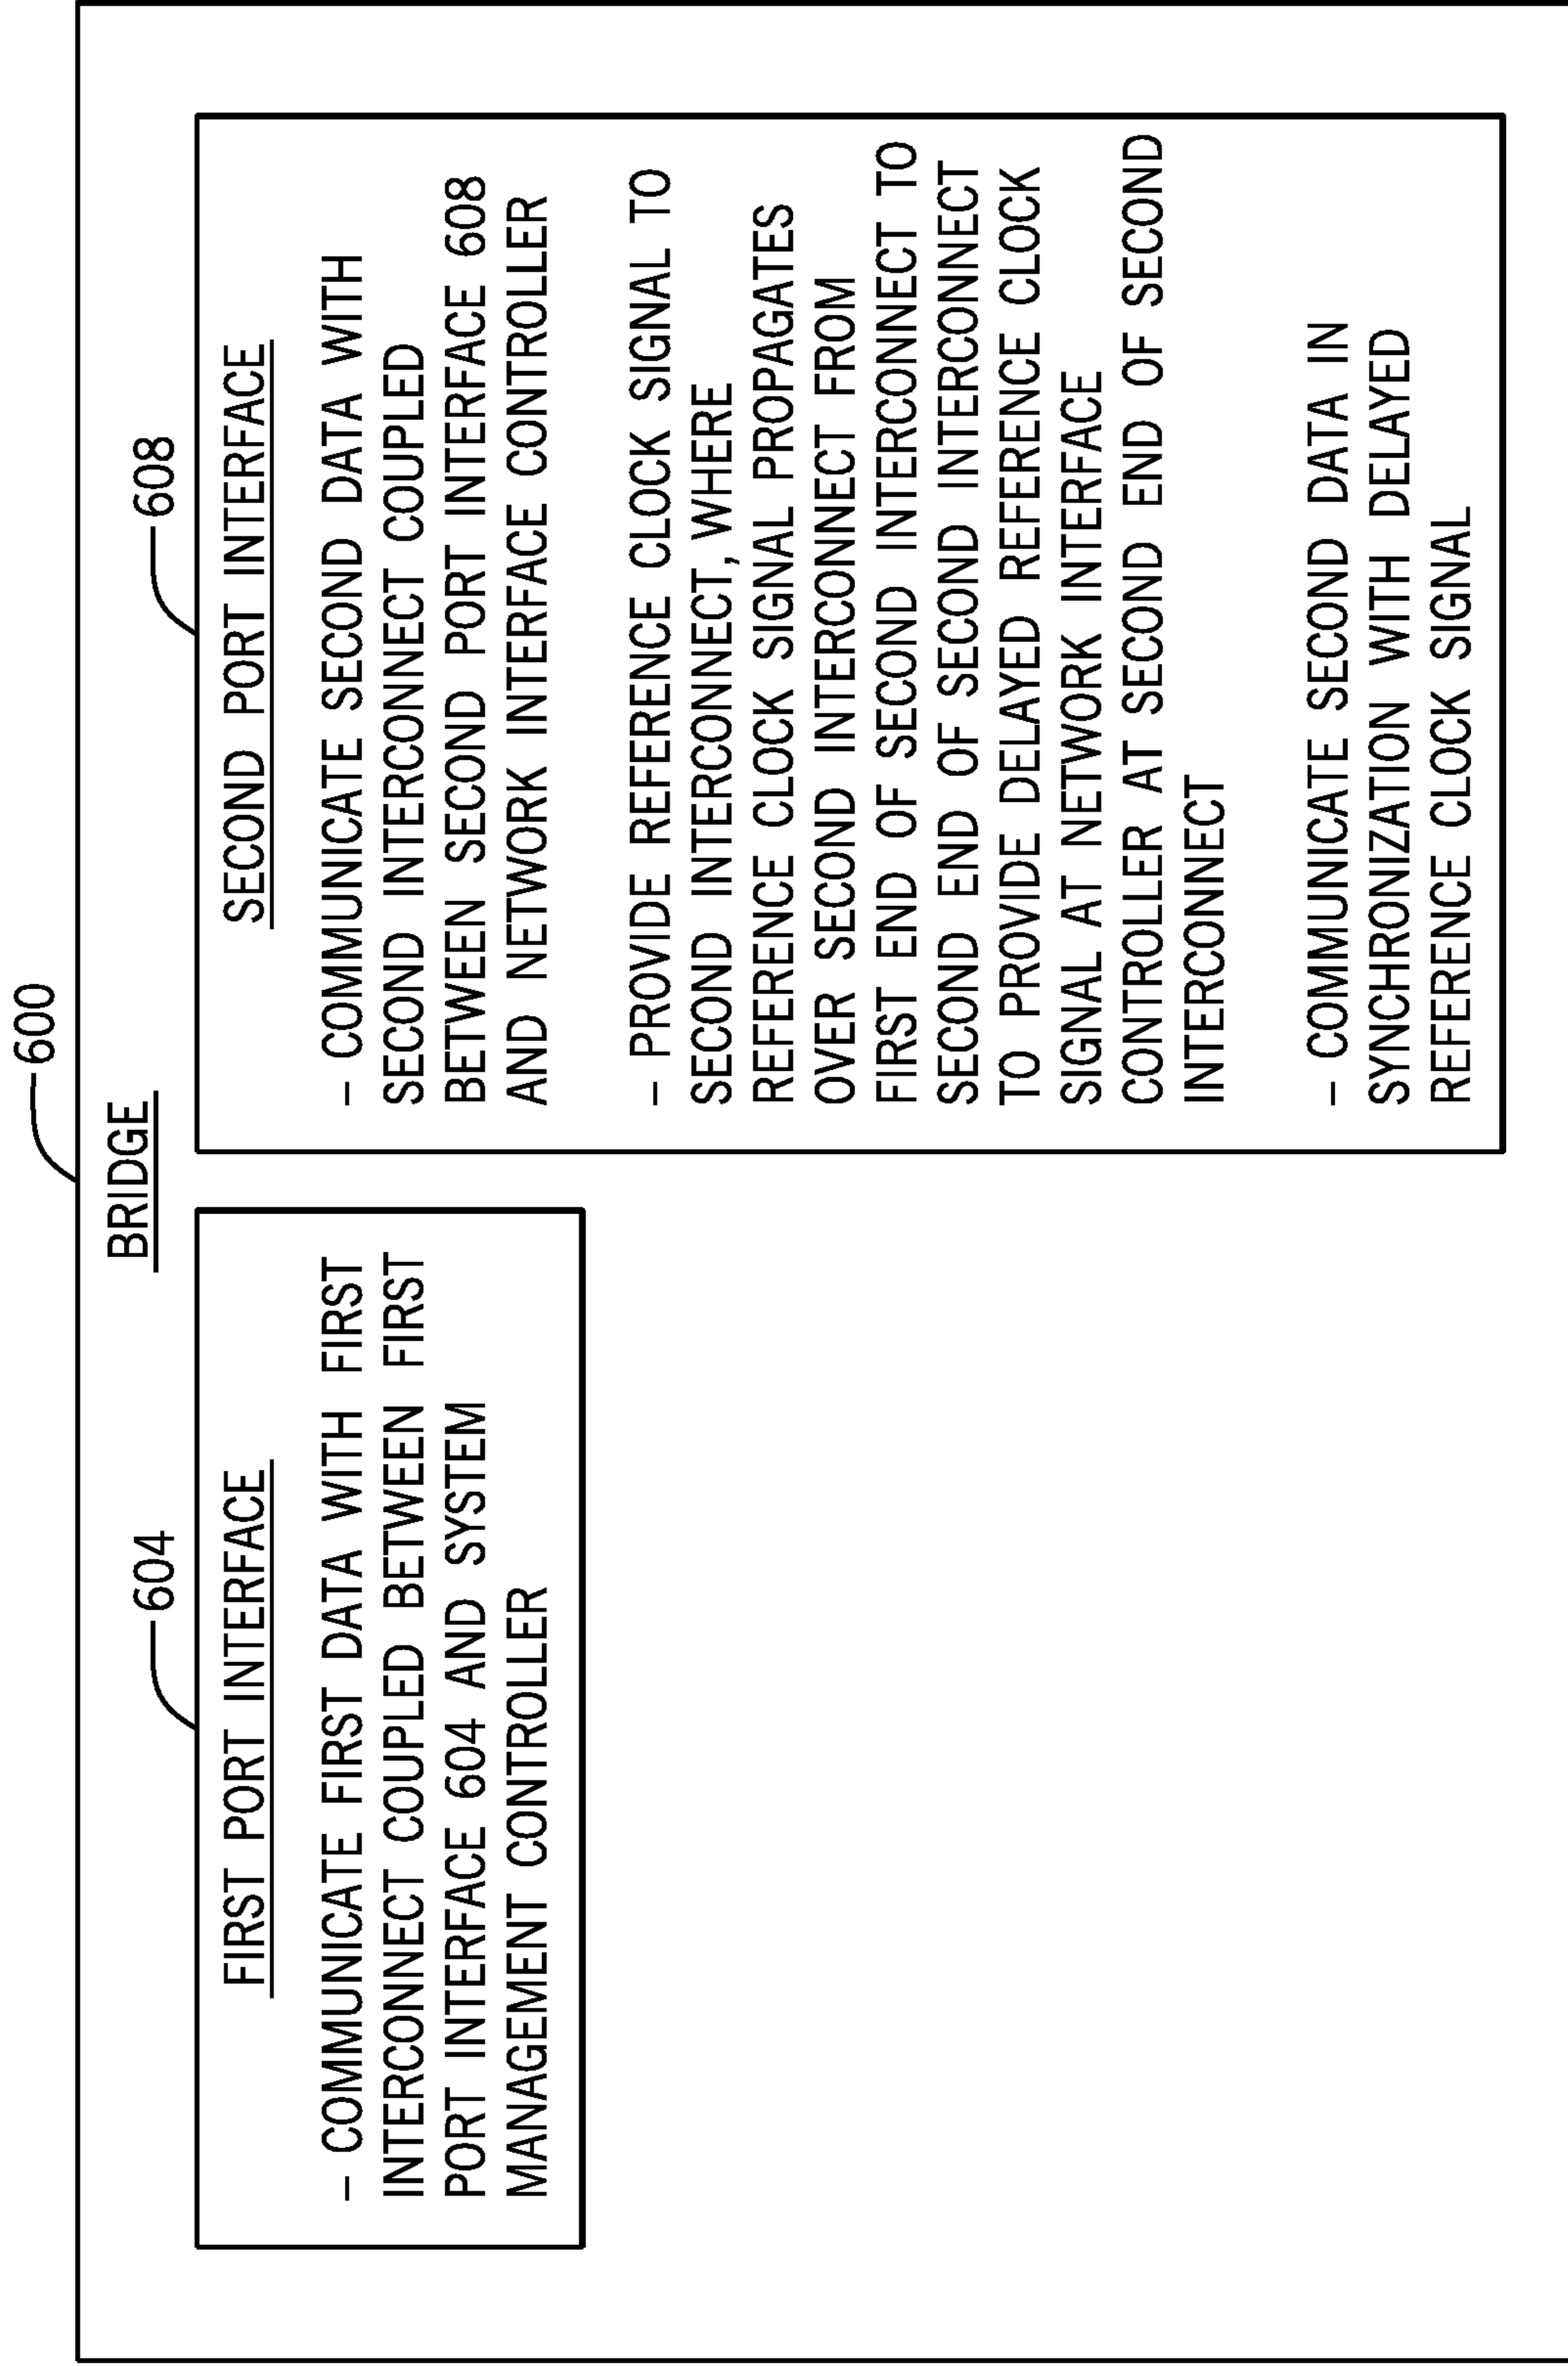 600
BRIDGE
604
FIRST PORT INTERFACE
– COMMUNICATE FIRST DATA WITH FIRST
INTERCONNECT COUPLED BETWEEN FIRST
PORT INTERFACE 604 AND SYSTEM
MANAGEMENT CONTROLLER
608
SECOND PORT INTERFACE
– COMMUNICATE SECOND DATA WITH
SECOND INTERCONNECT COUPLED
BETWEEN SECOND PORT INTERFACE 608
AND NETWORK INTERFACE CONTROLLER
– PROVIDE REFERENCE CLOCK SIGNAL TO
SECOND INTERCONNECT, WHERE
REFERENCE CLOCK SIGNAL PROPAGATES
OVER SECOND INTERCONNECT FROM
FIRST END OF SECOND INTERCONNECT TO
SECOND END OF SECOND INTERCONNECT
TO PROVIDE DELAYED REFERENCE CLOCK
SIGNAL AT NETWORK INTERFACE
CONTROLLER AT SECOND END OF SECOND
INTERCONNECT
– COMMUNICATE SECOND DATA IN
SYNCHRONIZATION WITH DELAYED
REFERENCE CLOCK SIGNAL